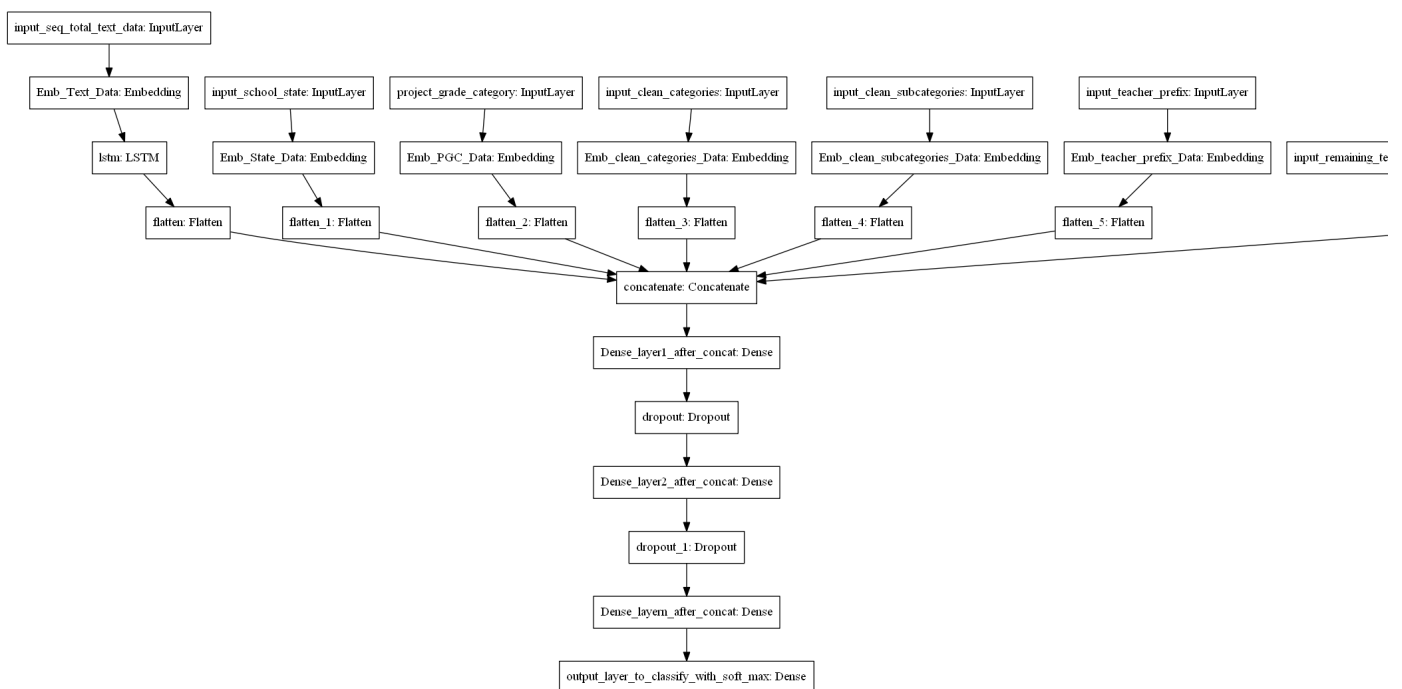 input_seq_total_text_data: InputLayer
Emb_Text_Data: Embedding
input_school_state: InputLayer
project_grade_category: InputLayer
input_clean_categories: InputLayer
input_clean_subcategories: InputLayer
input_teacher_prefix: InputLayer
lstm: LSTM
Emb_State_Data: Embedding
Emb_PGC_Data: Embedding
Emb_clean_categories_Data: Embedding
Emb_clean_subcategories_Data: Embedding
Emb_teacher_prefix_Data: Embedding
input_remaining_te
flatten: Flatten
flatten_1: Flatten
flatten_2: Flatten
flatten_3: Flatten
flatten_4: Flatten
flatten_5: Flatten
concatenate: Concatenate
Dense_layer1_after_concat: Dense
dropout: Dropout
Dense_layer2_after_concat: Dense
dropout_1: Dropout
Dense_layern_after_concat: Dense
output_layer_to_classify_with_soft_max: Dense